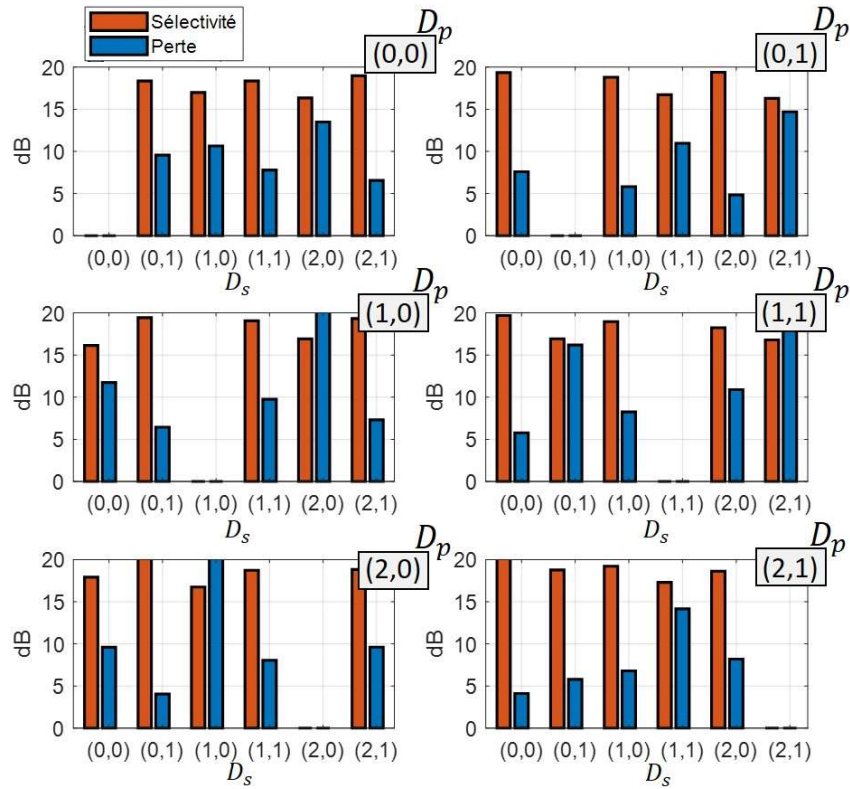 Sélectivité
Perte
D_p
(0,0)
20
15
10
5
0
dB
(0,0) (0,1) (1,0) (1,1) (2,0) (2,1)
D_s
D_p
(0,1)
20
15
10
5
0
dB
(0,0) (0,1) (1,0) (1,1) (2,0) (2,1)
D_s
D_p
(1,0)
20
15
10
5
0
dB
(0,0) (0,1) (1,0) (1,1) (2,0) (2,1)
D_s
D_p
(1,1)
20
15
10
5
0
dB
(0,0) (0,1) (1,0) (1,1) (2,0) (2,1)
D_s
D_p
(2,0)
20
15
10
5
0
dB
(0,0) (0,1) (1,0) (1,1) (2,0) (2,1)
D_s
D_p
(2,1)
20
15
10
5
0
dB
(0,0) (0,1) (1,0) (1,1) (2,0) (2,1)
D_s